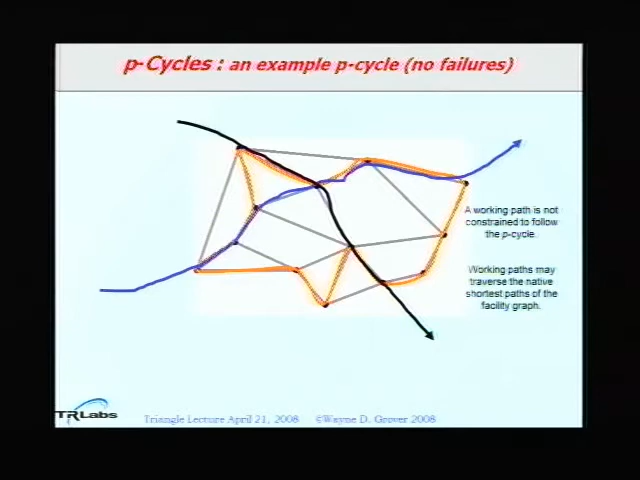 p-Cycles : an example p-cycle (no failures)
A working path is not
constrained to follow
the p-cycle.
Working paths may
traverse the native
shortest paths of the
facility graph.
TRLabs
Triangle Lecture April 21, 2008 ©Wayne D. Grover 2008